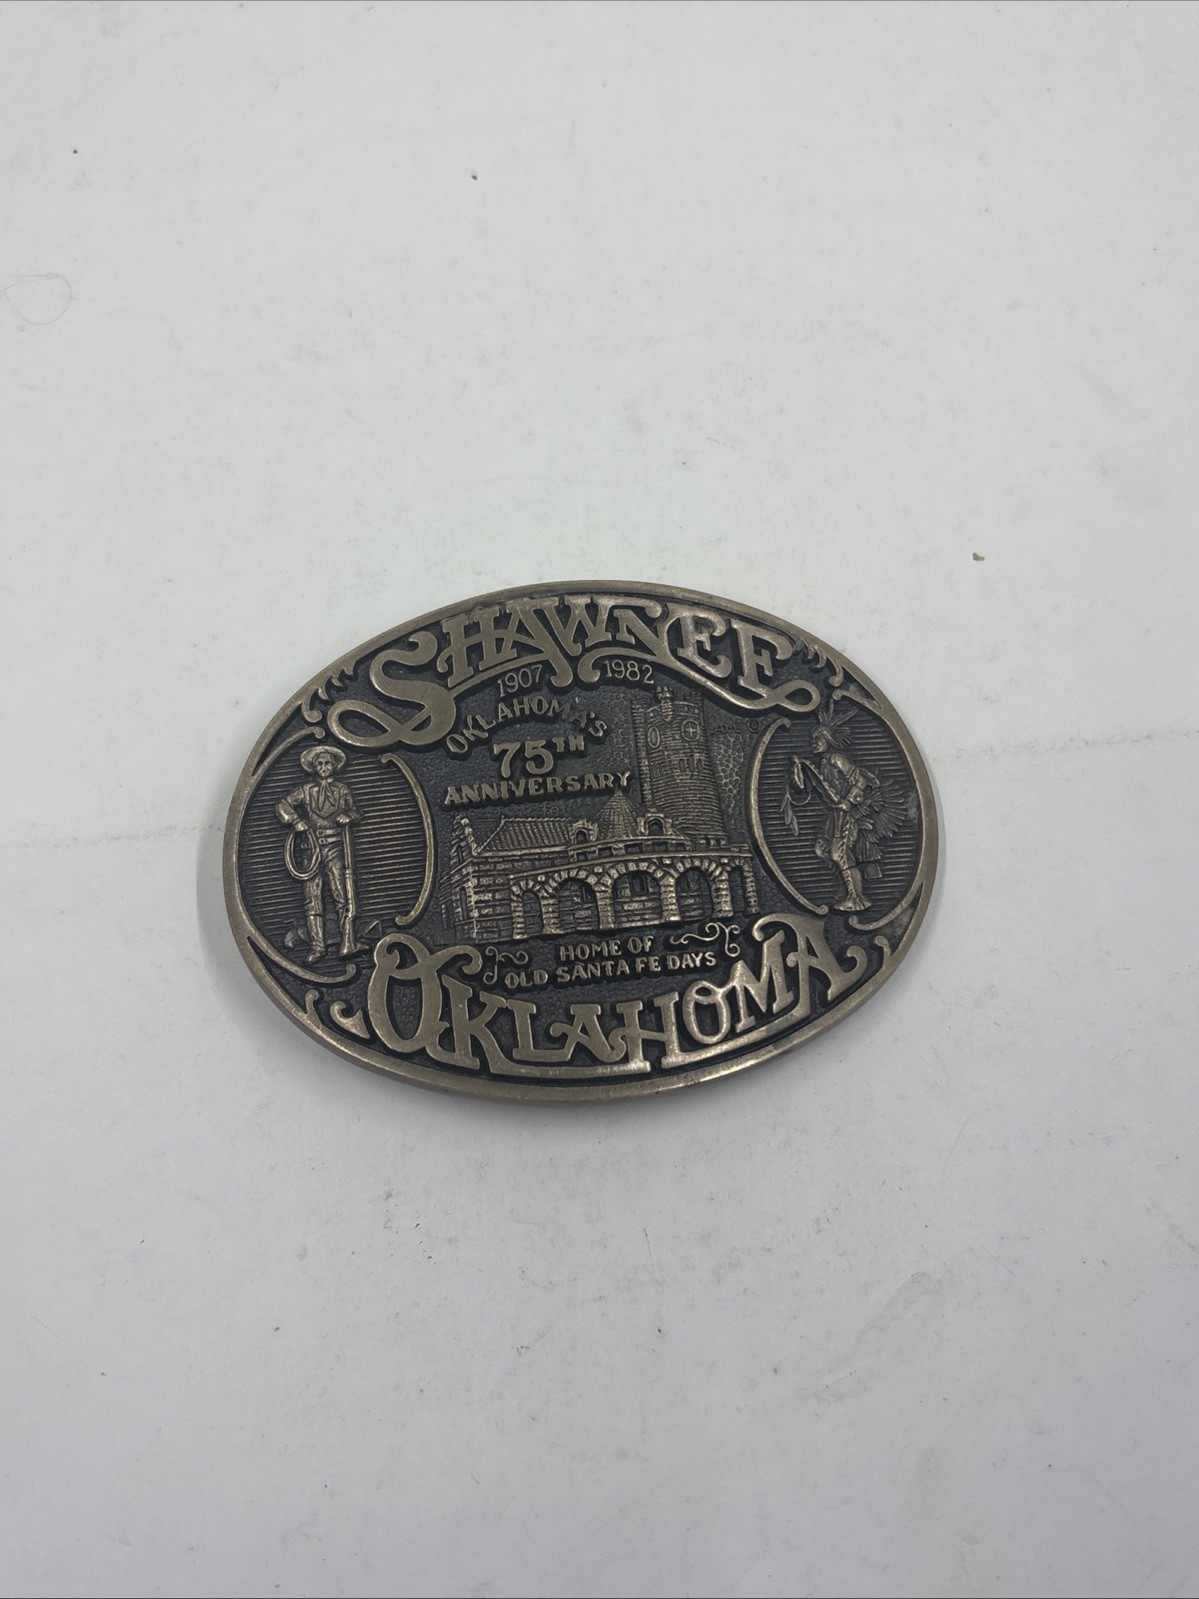 SHAWNEE
1907 1982
OKLAHOMA'S
75TH
ANNIVERSARY
©
HOME OF
OLD SANTA FE DAYS
OKLAHOMA